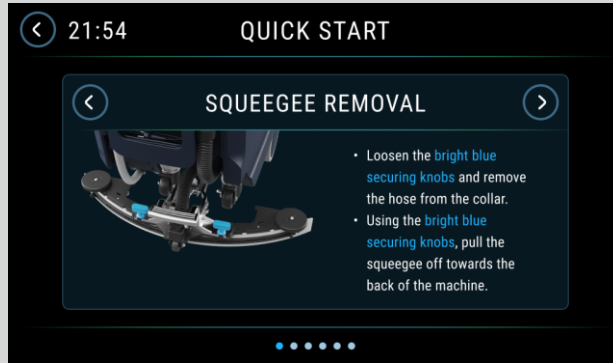 21:54
QUICK START
SQUEEGEE REMOVAL
• Loosen the bright blue
securing knobs and remove
the hose from the collar.
• Using the bright blue
securing knobs, pull the
squeegee off towards the
back of the machine.